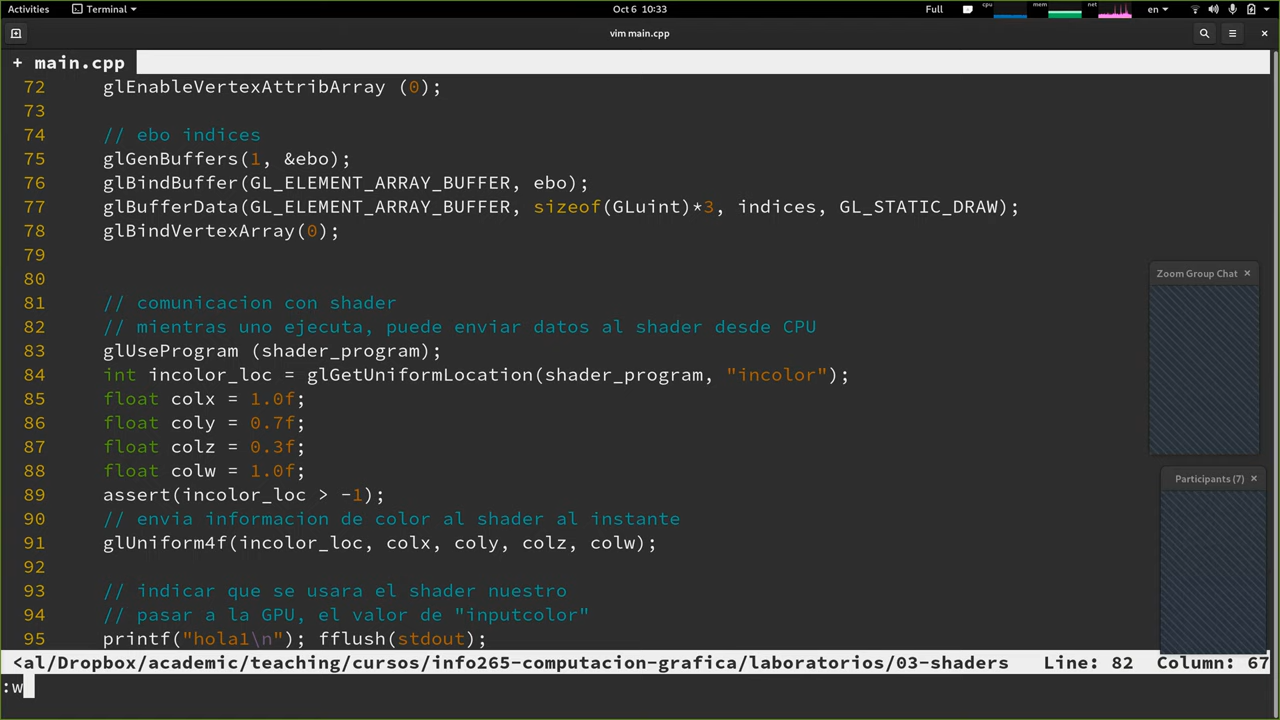 Activities Terminal Oct 6 10:33 Full cpu mem net en
vim main.cpp
+ main.cpp
72 glEnableVertexAttribArray (0);
73
74 // ebo indices
75 glGenBuffers(1, &ebo);
76 glBindBuffer(GL_ELEMENT_ARRAY_BUFFER, ebo);
77 glBufferData(GL_ELEMENT_ARRAY_BUFFER, sizeof(GLuint)*3, indices, GL_STATIC_DRAW);
78 glBindVertexArray(0);
79
80
81 // comunicacion con shader
82 // mientras uno ejecuta, puede enviar datos al shader desde CPU
83 glUseProgram (shader_program);
84 int incolor_loc = glGetUniformLocation(shader_program, "incolor");
85 float colx = 1.0f;
86 float coly = 0.7f;
87 float colz = 0.3f;
88 float colw = 1.0f;
89 assert(incolor_loc > -1);
90 // envia informacion de color al shader al instante
91 glUniform4f(incolor_loc, colx, coly, colz, colw);
92
93 // indicar que se usara el shader nuestro
94 // pasar a la GPU, el valor de "inputcolor"
95 printf("hola1\n"); fflush(stdout);
Zoom Group Chat ×
Participants (7) ×
<al/Dropbox/academic/teaching/cursos/info265-computacion-grafica/laboratorios/03-shaders Line: 82 Column: 67
:w